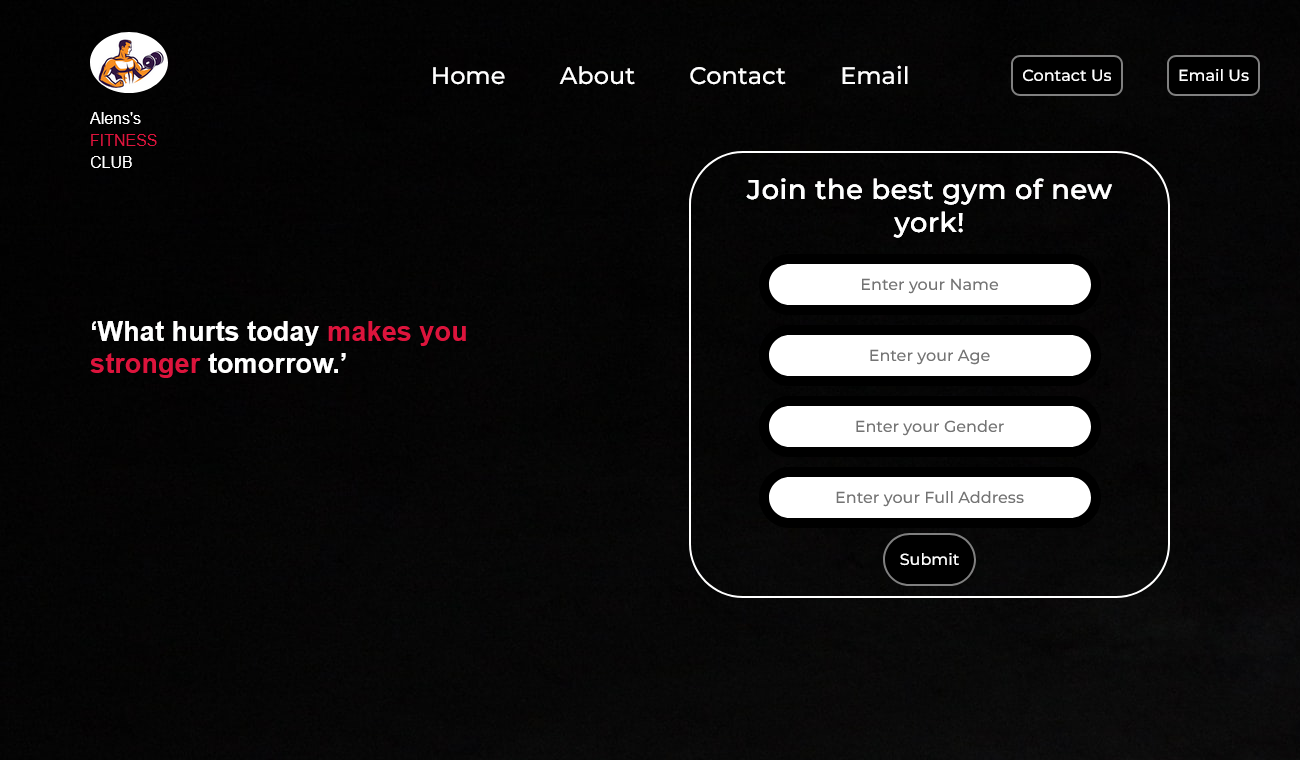 Alens's
FITNESS
CLUB
Home
About
Contact
Email
Contact Us
Email Us
‘What hurts today makes you
stronger tomorrow.’
Join the best gym of new
york!
Enter your Name
Enter your Age
Enter your Gender
Enter your Full Address
Submit